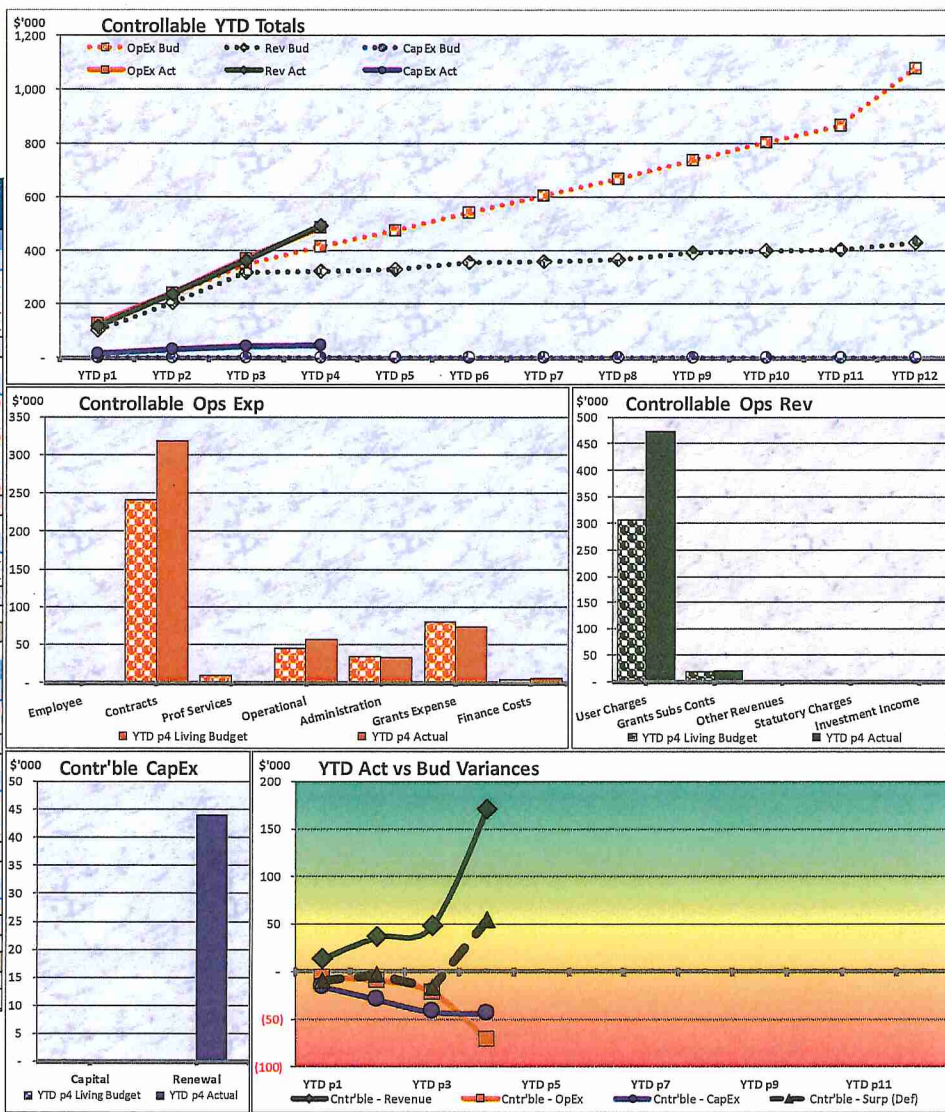 $'000
Controllable YTD Totals
1,200
OpEx Bud
Rev Bud
CapEx Bud
OpEx Act
Rev Act
CapEx Act
1,000
800
600
400
200
-
YTD p1
YTD p2
YTD p3
YTD p4
YTD p5
YTD p6
YTD p7
YTD p8
YTD p9
YTD p10
YTD p11
YTD p12
$'000
Controllable Ops Exp
350
300
250
200
150
100
50
-
Employee
Contracts
Prof Services
Operational
Administration
Grants Expense
Finance Costs
YTD p4 Living Budget
YTD p4 Actual
$'000
Controllable Ops Rev
500
450
400
350
300
250
200
150
100
50
-
User Charges
Grants Subs Conts
Other Revenues
Statutory Charges
Investment Income
YTD p4 Living Budget
YTD p4 Actual
$'000
Contr'ble CapEx
50
45
40
35
30
25
20
15
10
5
-
Capital
Renewal
YTD p4 Living Budget
YTD p4 Actual
$'000
YTD Act vs Bud Variances
200
150
100
50
-
(50)
(100)
YTD p1
YTD p3
YTD p5
YTD p7
YTD p9
YTD p11
Cntr'ble - Revenue
Cntr'ble - OpEx
Cntr'ble - CapEx
Cntr'ble - Surp (Def)